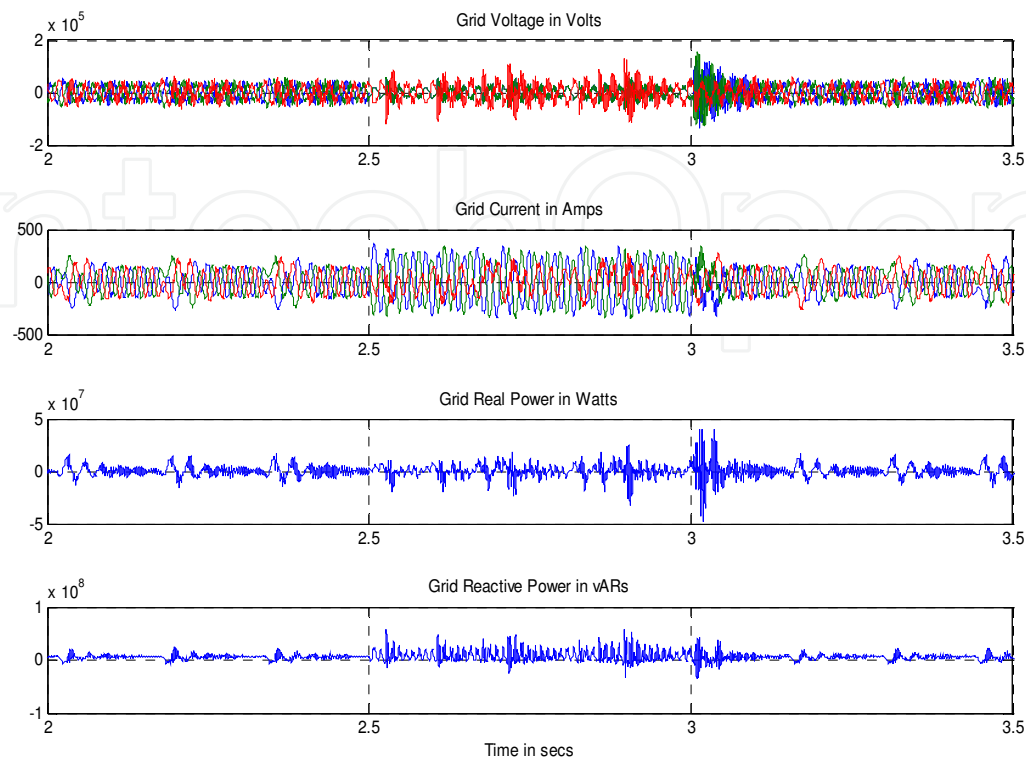 Grid Voltage in Volts
x 10^5
2
0
-2
2 2.5 3 3.5
Grid Current in Amps
500
0
-500
2 2.5 3 3.5
Grid Real Power in Watts
x 10^7
5
0
-5
2 2.5 3 3.5
Grid Reactive Power in vARs
x 10^8
1
0
-1
2 2.5 3 3.5
Time in secs